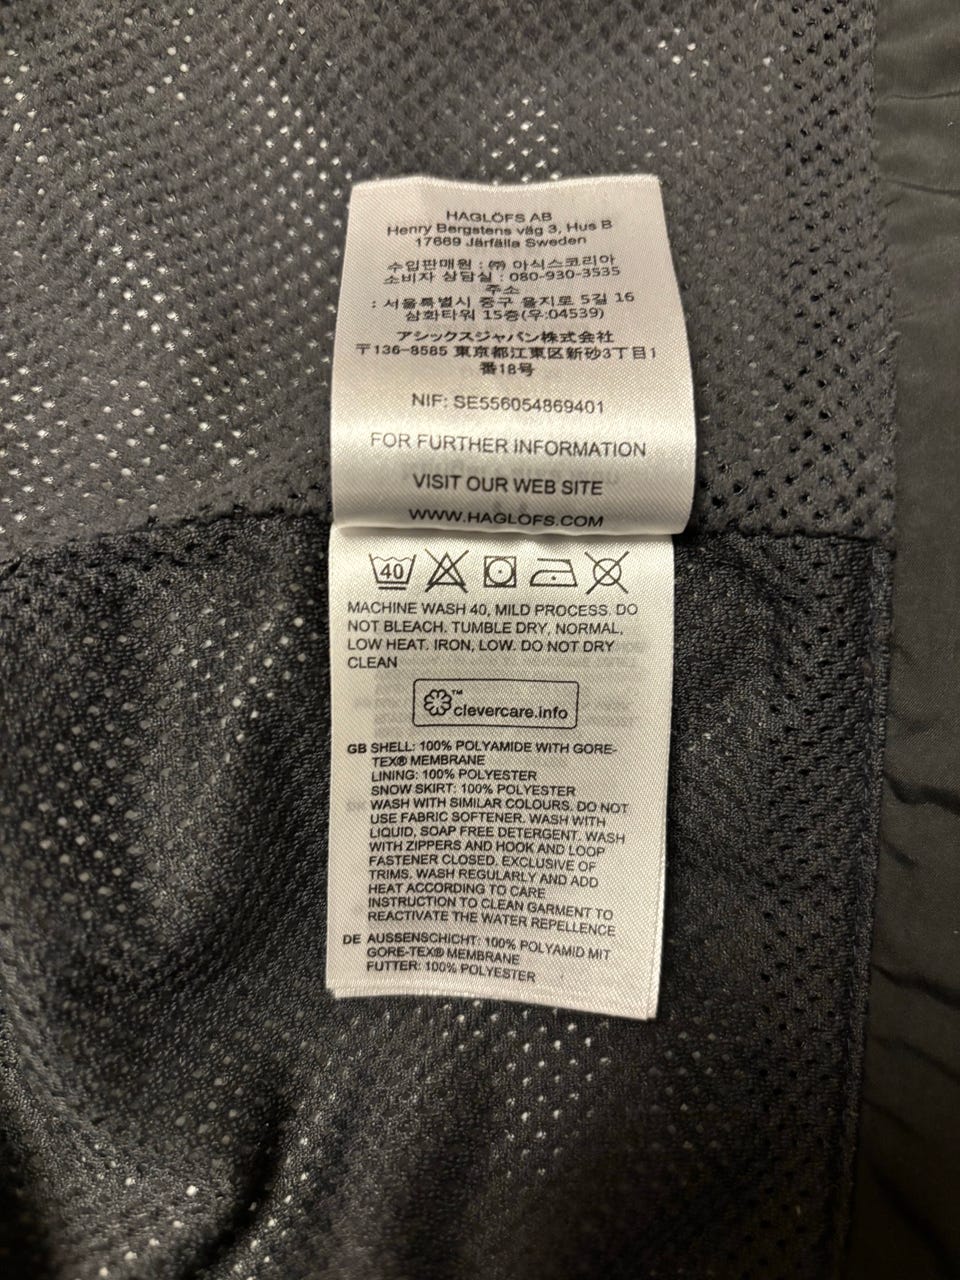 HAGLÖFS AB
Henry Bergstens väg 3, Hus B
17669 Järfälla Sweden
수입판매원 : ㈜ 아식스코리아
소비자 상담실 : 080-930-3535
주소
: 서울특별시 중구 을지로 5길 16
삼화타워 15층(우:04539)
アシックスジャパン株式会社
〒136-8585 東京都江東区新砂3丁目1
番18号
NIF: SE556054869401
FOR FURTHER INFORMATION
VISIT OUR WEB SITE
WWW.HAGLOFS.COM
40
MACHINE WASH 40, MILD PROCESS. DO
NOT BLEACH. TUMBLE DRY, NORMAL,
LOW HEAT. IRON, LOW. DO NOT DRY
CLEAN
™
clevercare.info
GB SHELL: 100% POLYAMIDE WITH GORE-
TEX® MEMBRANE
LINING: 100% POLYESTER
SNOW SKIRT: 100% POLYESTER
WASH WITH SIMILAR COLOURS. DO NOT
USE FABRIC SOFTENER. WASH WITH
LIQUID, SOAP FREE DETERGENT. WASH
WITH ZIPPERS AND HOOK AND LOOP
FASTENER CLOSED. EXCLUSIVE OF
TRIMS. WASH REGULARLY AND ADD
HEAT ACCORDING TO CARE
INSTRUCTION TO CLEAN GARMENT TO
REACTIVATE THE WATER REPELLENCE
DE AUSSENSCHICHT: 100% POLYAMID MIT
GORE-TEX® MEMBRANE
FUTTER: 100% POLYESTER